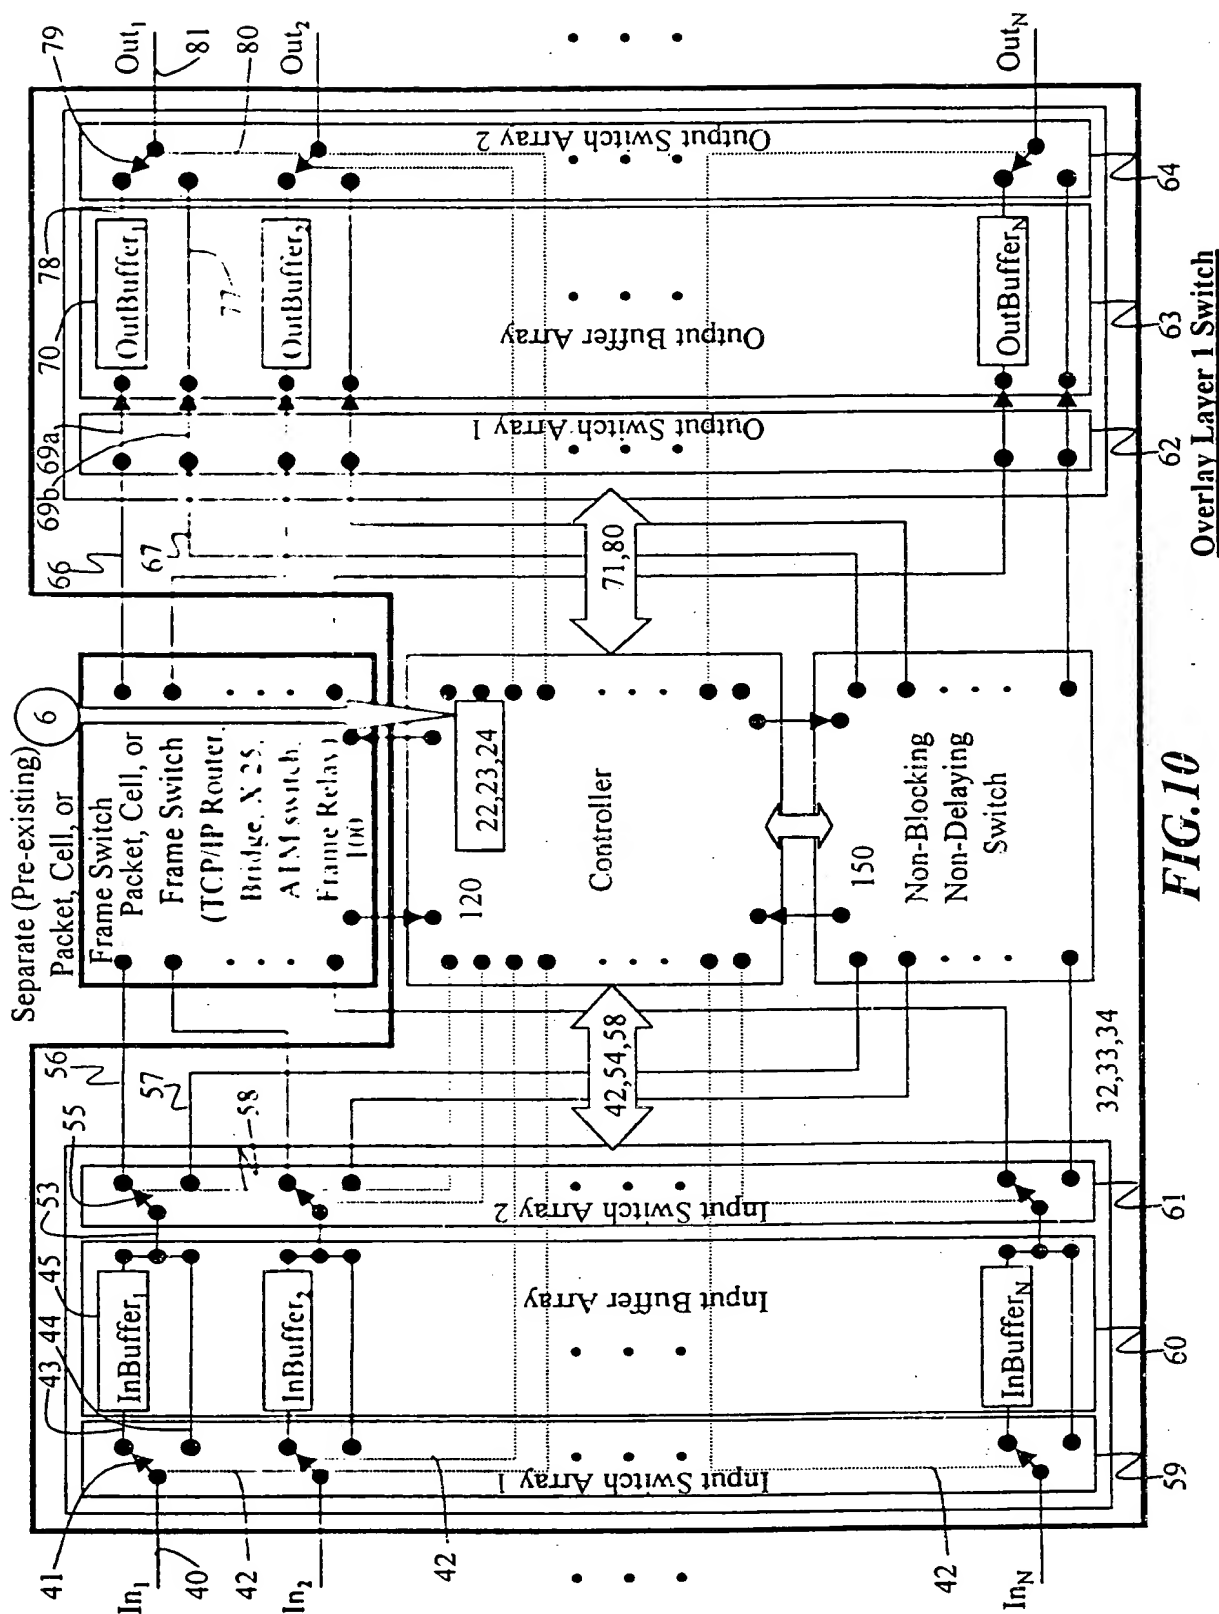 Separate (Pre-existing)
Packet, Cell, or
Frame Switch
Packet, Cell, or
Frame Switch
(TCP/IP Router,
Bridge, X.25,
ATM switch,
Frame Relay)
100
6
41
43
44
45
53
55
56
57
58
66
67
69b
69a
70
77
78
79
81
80
In1
40
42
In2
42
42
InN
InBuffer1
InBuffer2
InBufferN
Input Switch Array 1
Input Buffer Array
Input Switch Array 2
59
60
61
42,54,58
32,33,34
120
22,23,24
Controller
150
Non-Blocking
Non-Delaying
Switch
71,80
Output Switch Array 1
Output Buffer Array
Output Switch Array 2
OutBuffer1
OutBuffer2
OutBufferN
62
63
64
Out1
Out2
OutN
Overlay Layer 1 Switch
FIG.10